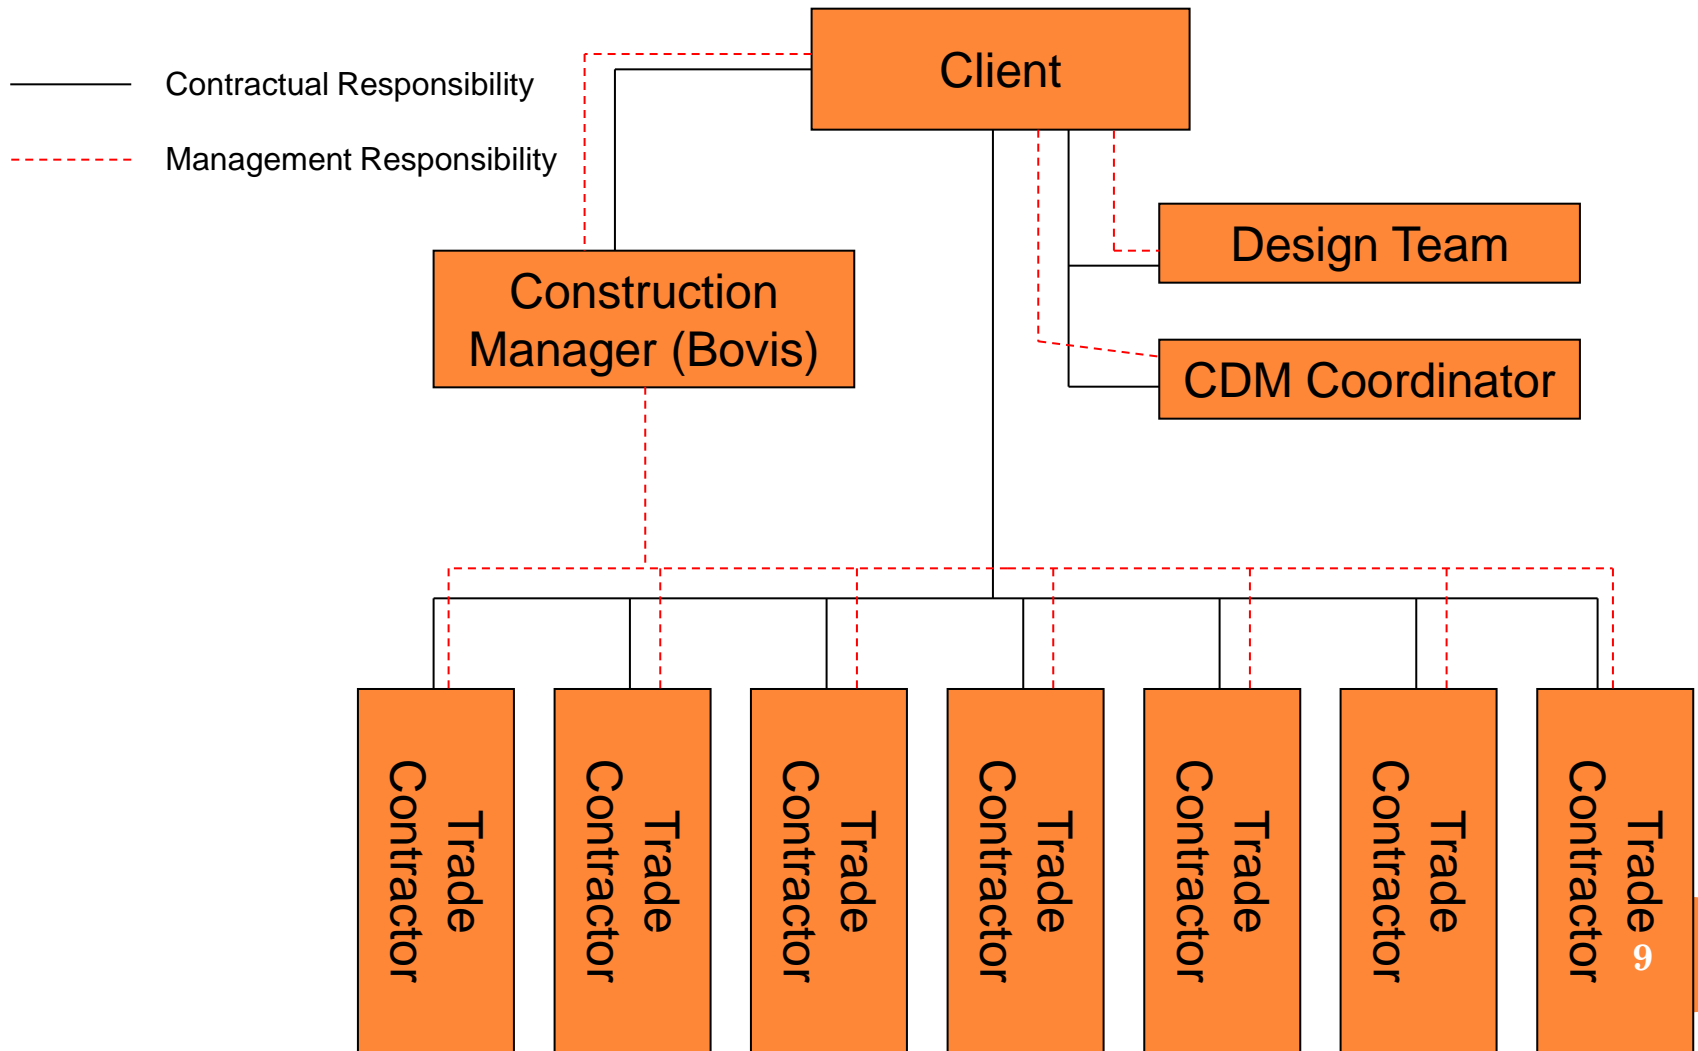 Client
Contractual Responsibility
Management Responsibility
Design Team
Construction
Manager (Bovis)
CDM Coordinator
Trade
Contractor
Trade
Contractor
Trade
Contractor
Trade
Contractor
Trade
Contractor
Trade
Contractor
Trade
Contractor
9